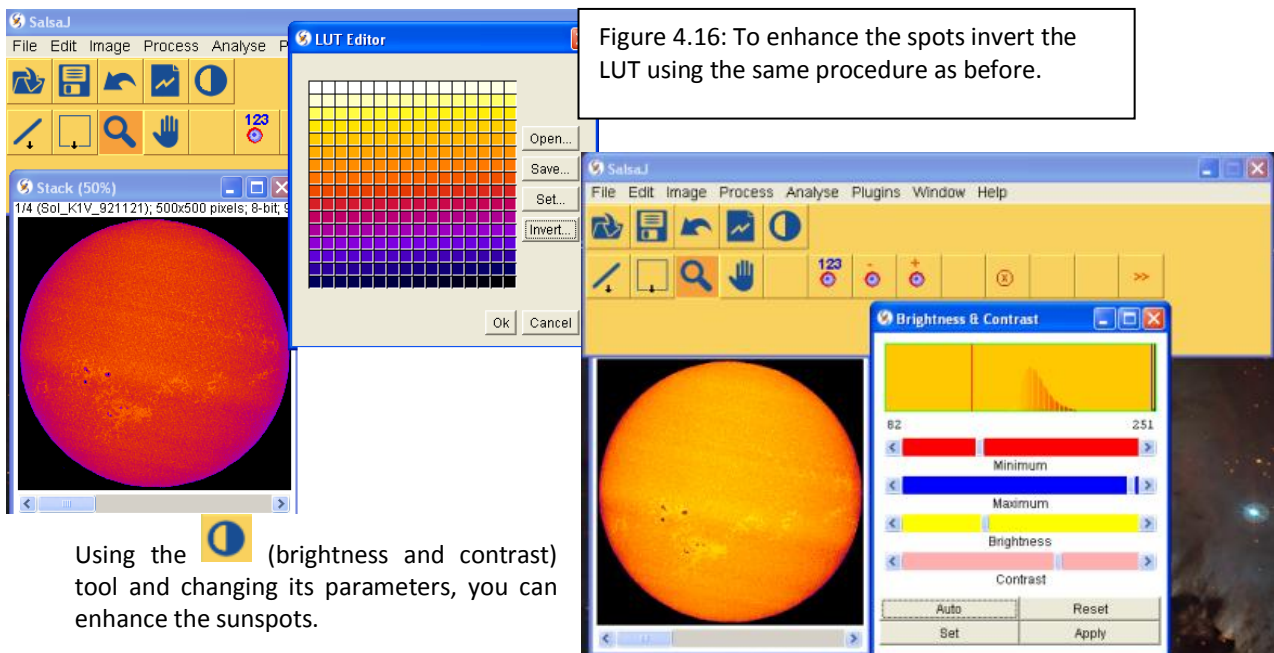 SalsaJ
File Edit Image Process Analyse P
123
Stack (50%)
1/4 (Sol_K1V_921121); 500x500 pixels; 8-bit; 9
LUT Editor
Open...
Save...
Set...
Invert...
Ok Cancel
Figure 4.16: To enhance the spots invert the
LUT using the same procedure as before.
SalsaJ
File Edit Image Process Analyse Plugins Window Help
123 - + x >>
Brightness & Contrast
82 251
Minimum
Maximum
Brightness
Contrast
Auto Reset
Set Apply
Using the (brightness and contrast)
tool and changing its parameters, you can
enhance the sunspots.